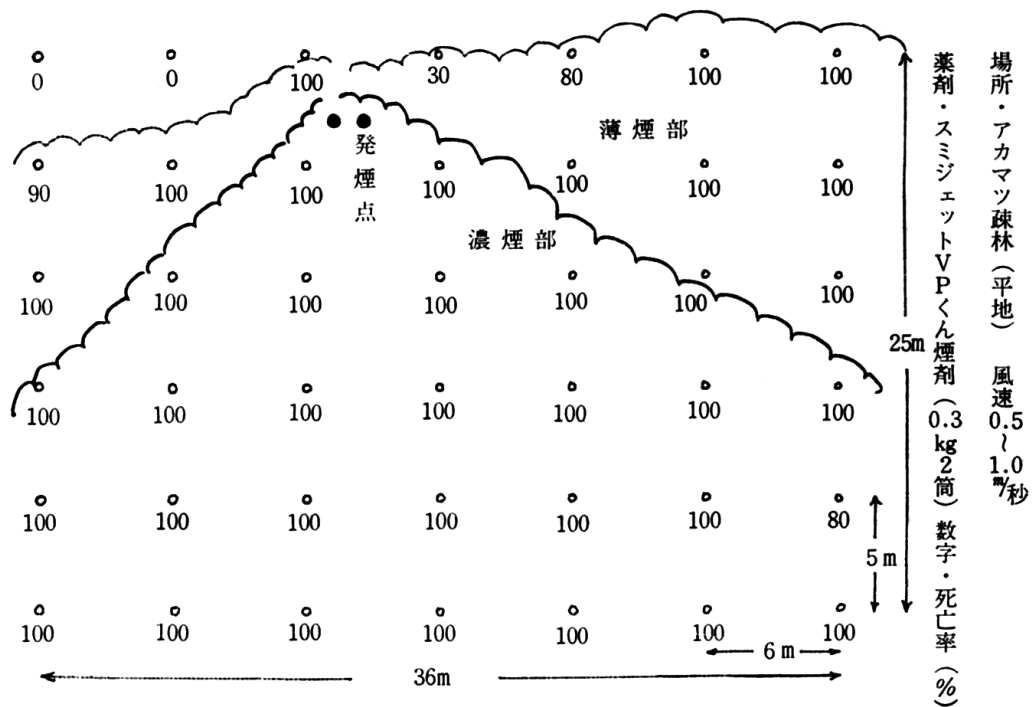 場所・アカマツ疎林（平地）　風速0.5～1.0m/秒
薬剤・スミジェットVPくん煙剤（0.3kg2筒）数字・死亡率（％）
0 0 100 30 80 100 100
薄煙部
発煙点
90 100 100 100 100 100 100
濃煙部
100 100 100 100 100 100 100
25m
100 100 100 100 100 100 100
100 100 100 100 100 100 80
5m
100 100 100 100 100 100 100
6m
36m